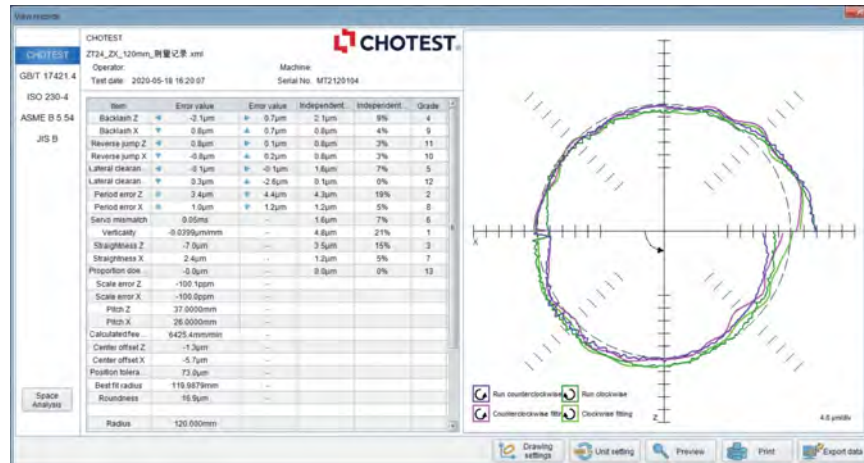 View records
CHOTEST
GB/T 17421.4
ISO 230-4
ASME B 5.54
JIS B
Space
Analysis
CHOTEST
ZT24_ZX_120mm_测量记录.xml
Operator:
Machine:
Test date: 2020-05-18 16:20:07
Serial No. MT2120104
CHOTEST.
Item Error value Error value Independent... Independent... Grade
Backlash Z -2.1μm 0.7μm 2.1μm 9% 4
Backlash X 0.8μm 0.7μm 0.8μm 4% 9
Reverse jump Z 0.8μm 0.1μm 0.8μm 3% 11
Reverse jump X -0.8μm 0.2μm 0.8μm 3% 10
Lateral clearan... -0.1μm -0.1μm 1.6μm 7% 5
Lateral clearan... 0.3μm -2.6μm 0.1μm 0% 12
Period error Z 3.4μm 4.4μm 4.3μm 19% 2
Period error X 1.0μm 1.2μm 1.2μm 5% 8
Servo mismatch 0.05ms -- 1.6μm 7% 6
Verticality -0.0399μm/mm -- 4.8μm 21% 1
Straightness Z -7.0μm -- 3.5μm 15% 3
Straightness X 2.4μm -- 1.2μm 5% 7
Proportion doe... -0.0μm -- 0.0μm 0% 13
Scale error Z -100.1ppm --
Scale error X -100.0ppm --
Pitch Z 37.0000mm --
Pitch X 26.0000mm --
Calculated fee... 6425.4mm/min --
Center offset Z -1.3μm --
Center offset X -5.7μm --
Position tolera... 73.0μm --
Best fit radius 119.9879mm --
Roundness 16.9μm --
Radius 120.000mm --
X
Z
Run counterclockwise
Run clockwise
Counterclockwise fitti
Clockwise fitting
4.0 μm/div
Drawing
settings
Unit setting
Preview
Print
Export data